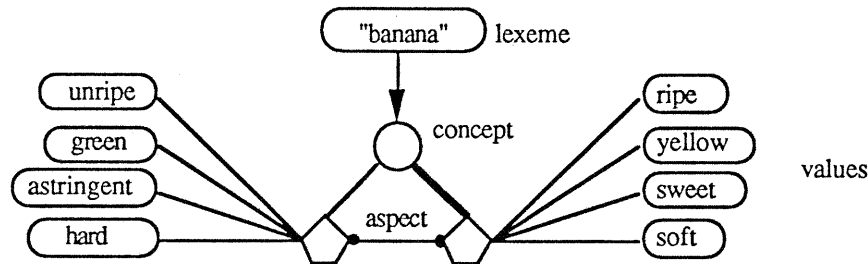 "banana" lexeme
unripe
ripe
concept
green
yellow
values
astringent
sweet
aspect
hard
soft